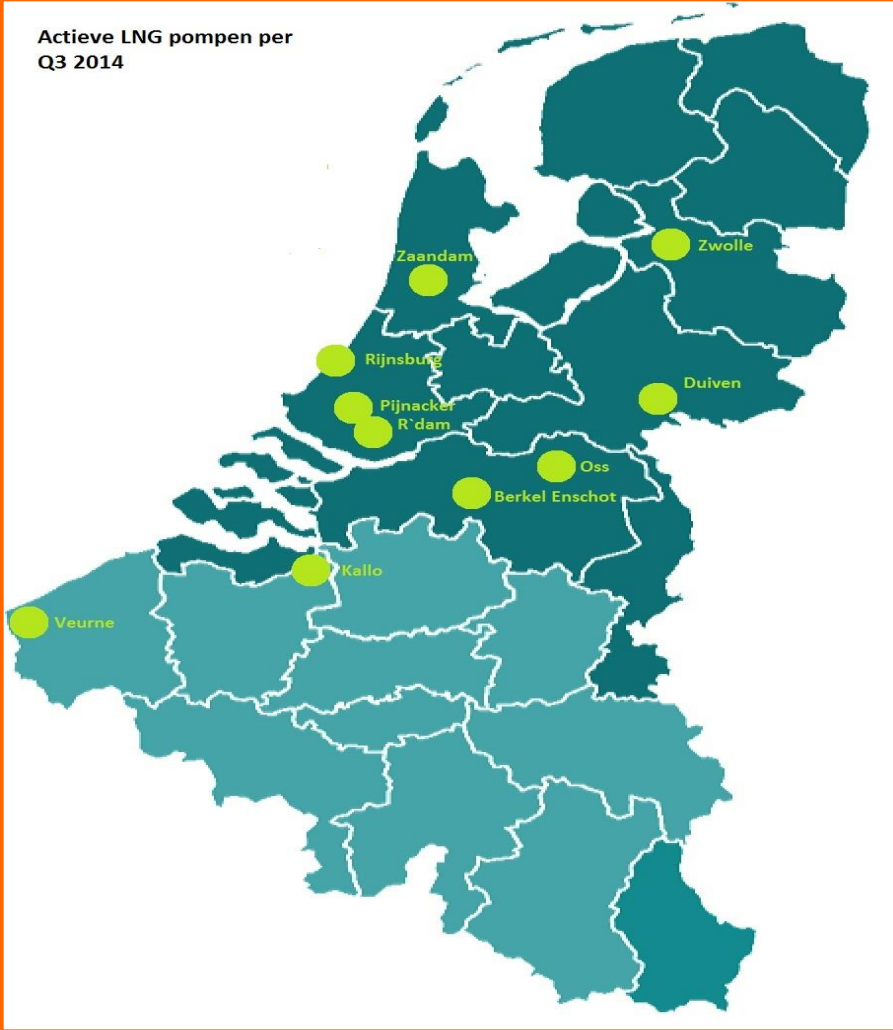 Actieve LNG pompen per
Q3 2014
Zwolle
Zaandam
Rijnsburg
Duiven
Pijnacker
R`dam
Oss
Berkel Enschot
Kallo
Veurne